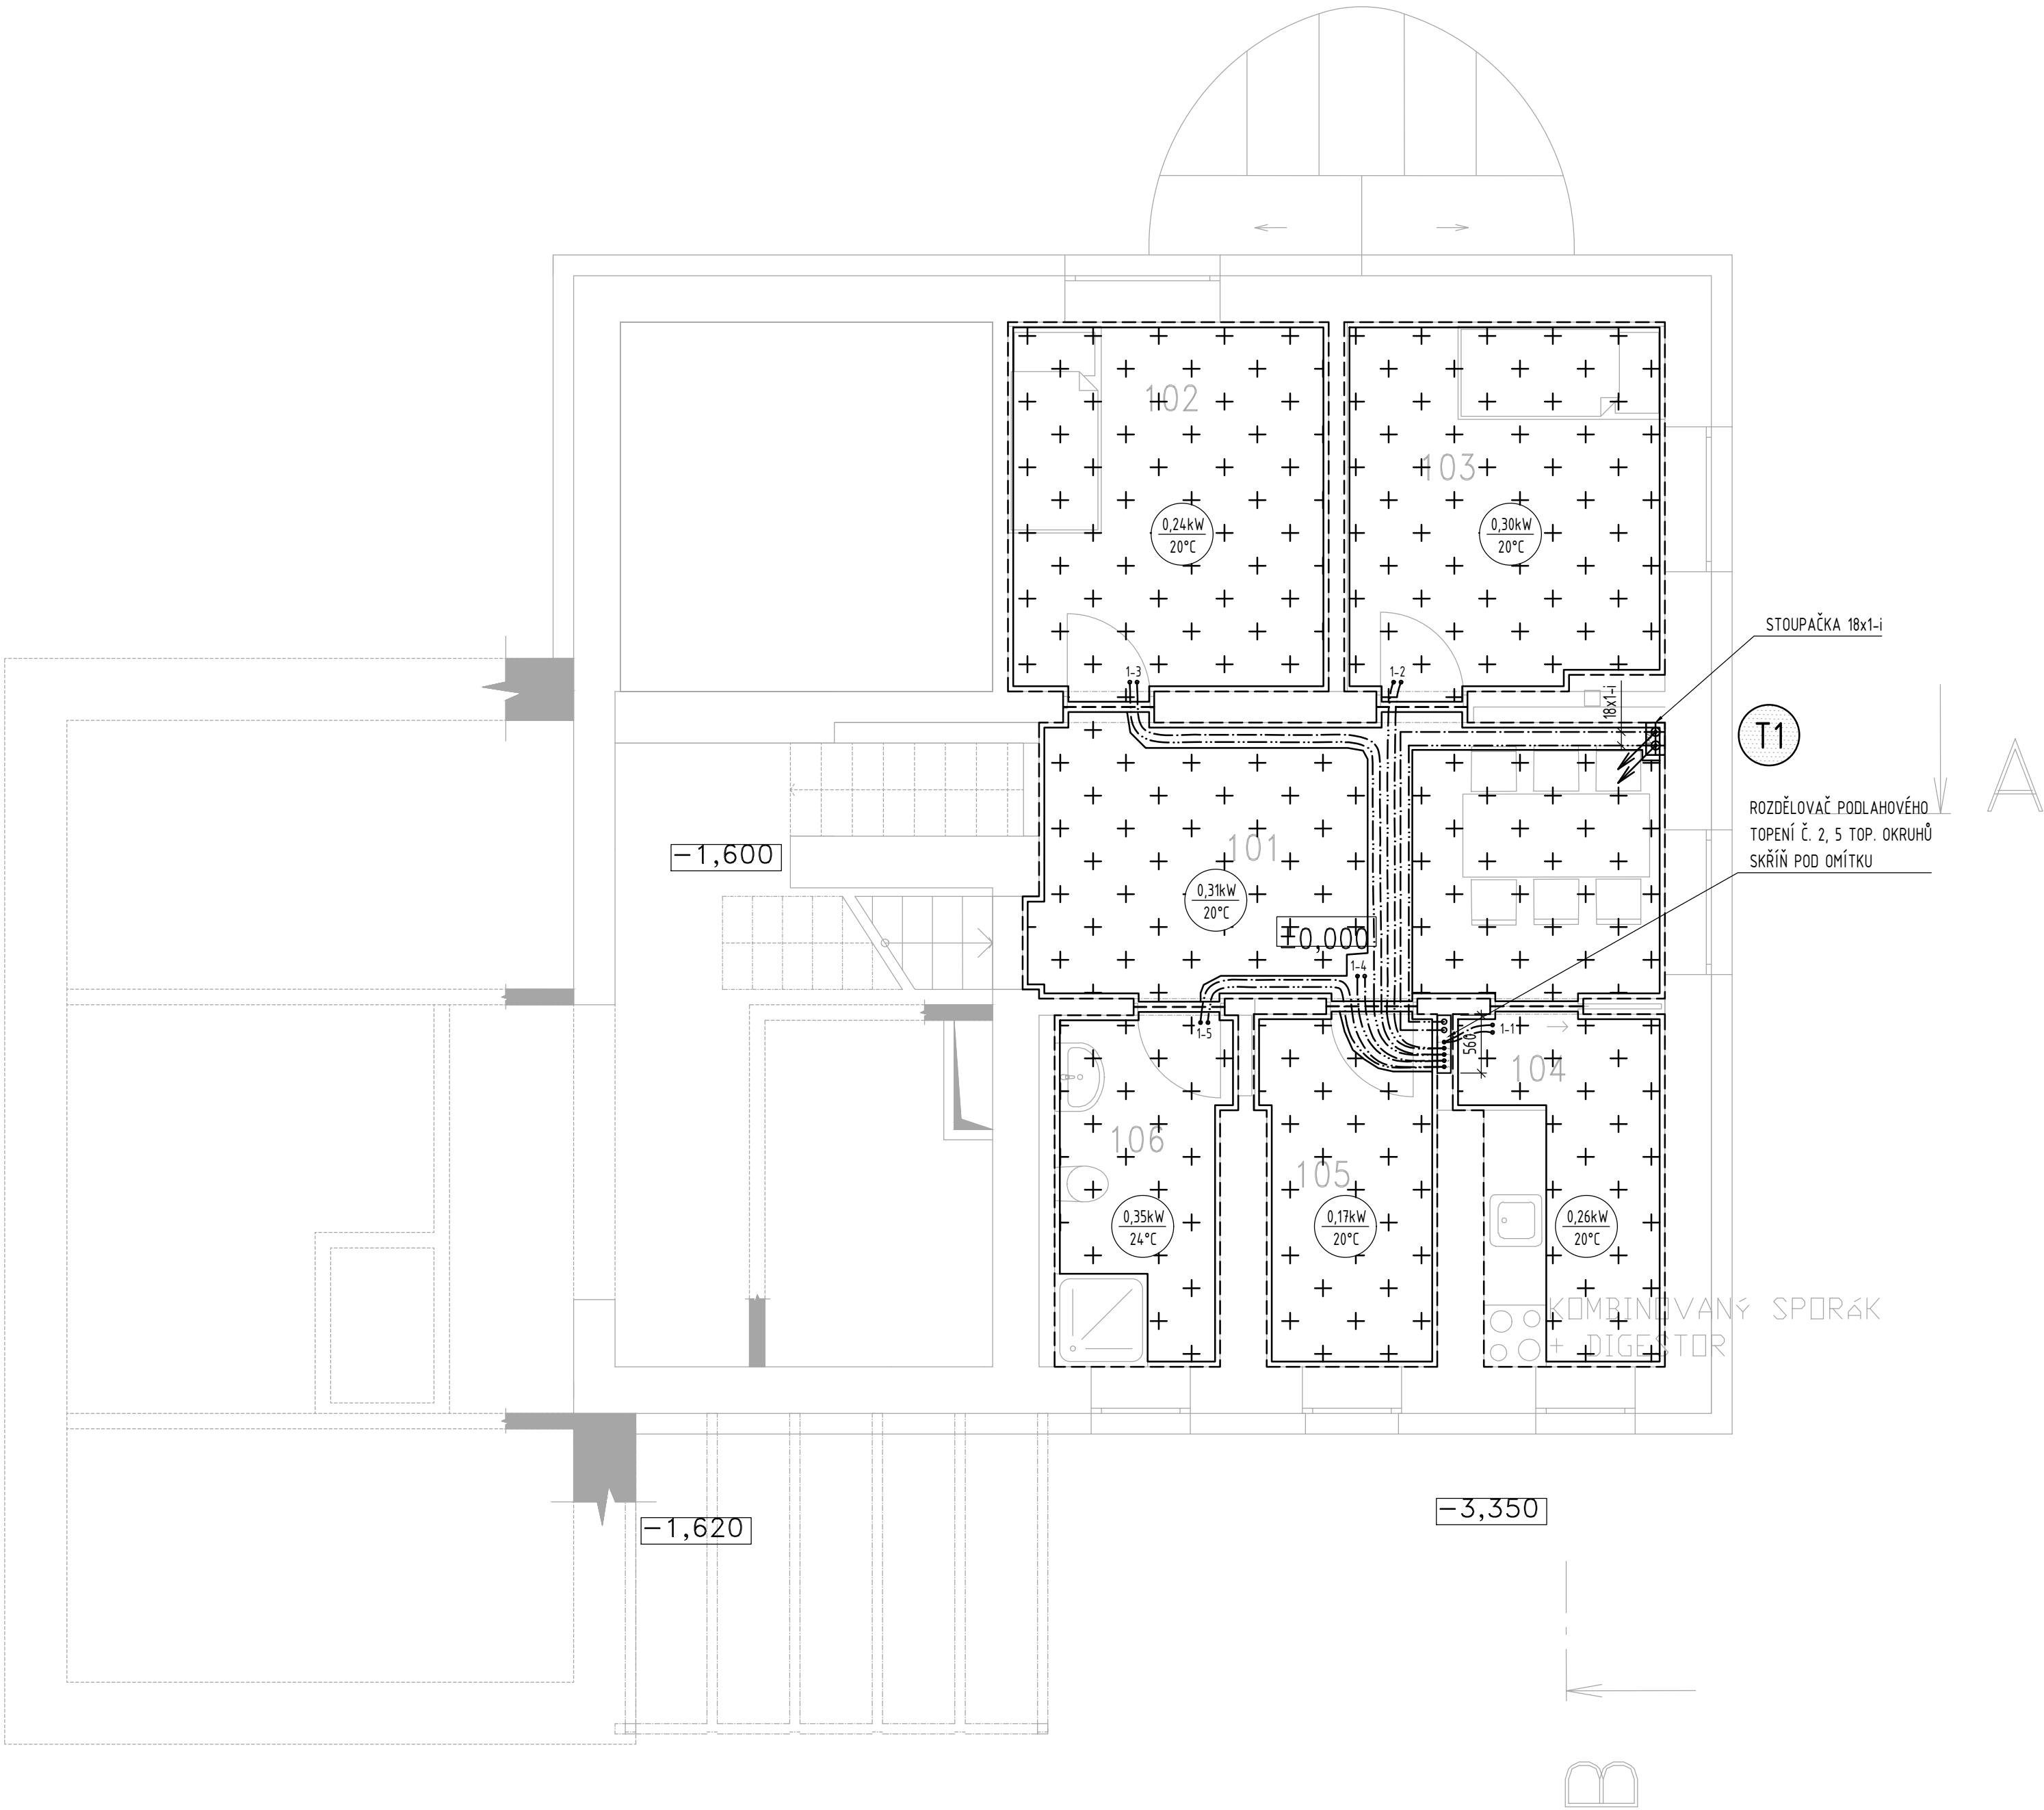 102
103
0,24kW
20°C
0,30kW
20°C
STOUPAČKA 18x1-i
1-3
1-2
18x1-i
T1
A
ROZDĚLOVAČ PODLAHOVÉHO
TOPENÍ Č. 2, 5 TOP. OKRUHŮ
SKŘÍŇ POD OMÍTKU
-1,600
101
0,31kW
20°C
±0,000
1-4
1-5
1-1
560
104
106
105
0,35kW
24°C
0,17kW
20°C
0,26kW
20°C
KOMBINOVANÝ SPORÁK
+ DIGESTOR
-1,620
-3,350
B